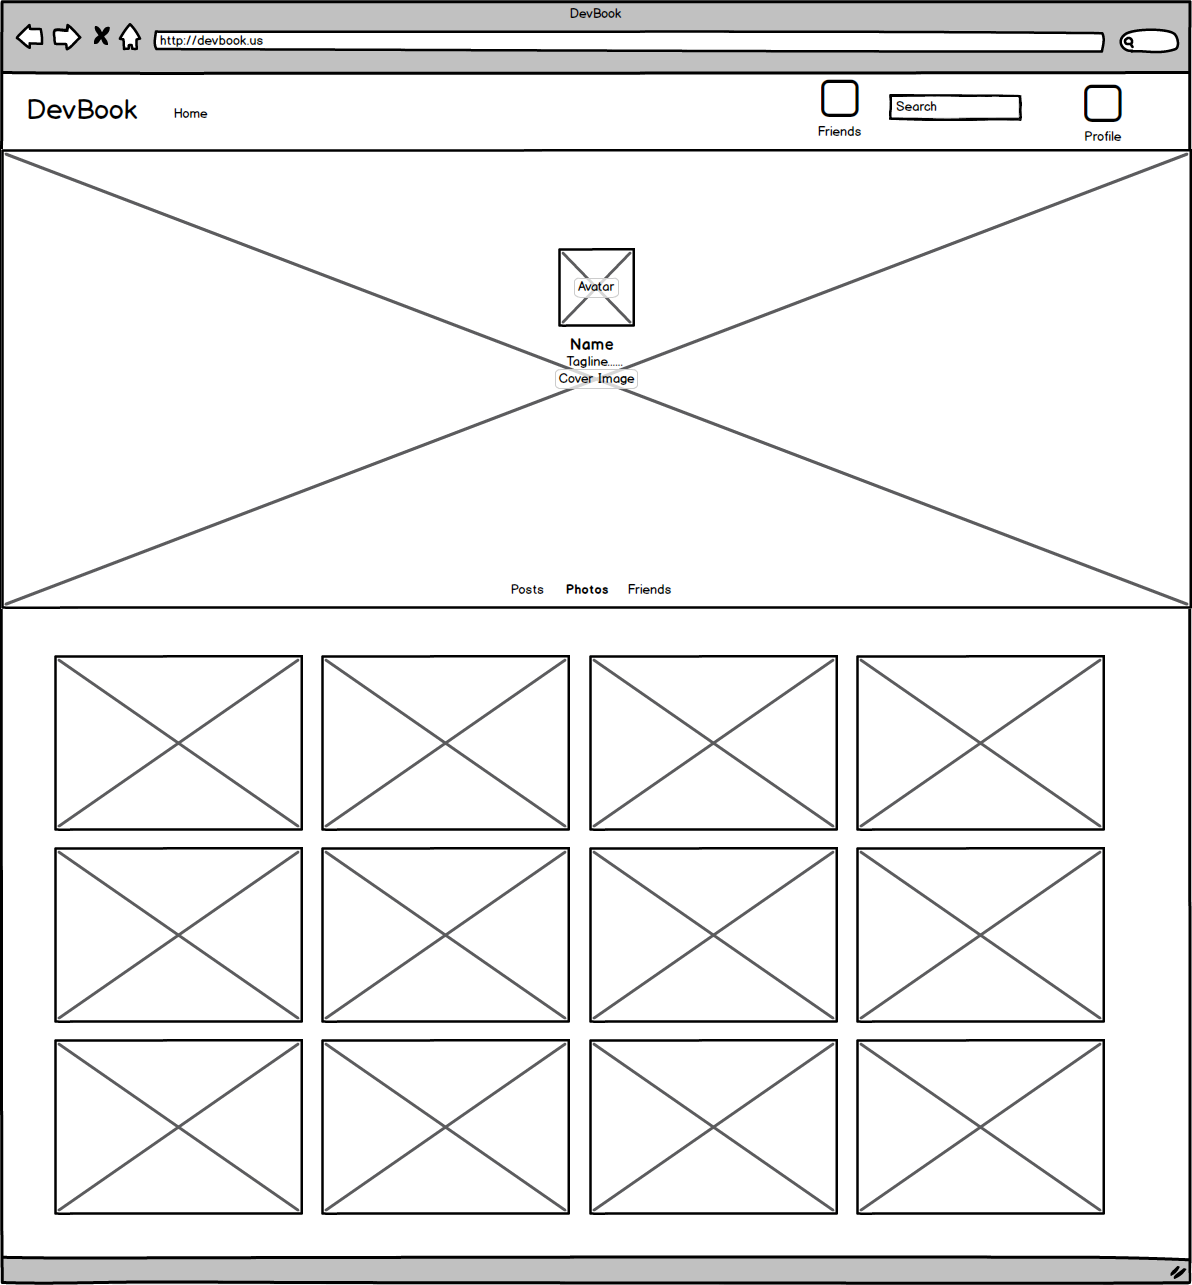 DevBook
http://devbook.us
DevBook
Home
Friends
Search
Profile
Avatar
Name
Tagline......
Cover Image
Posts
Photos
Friends